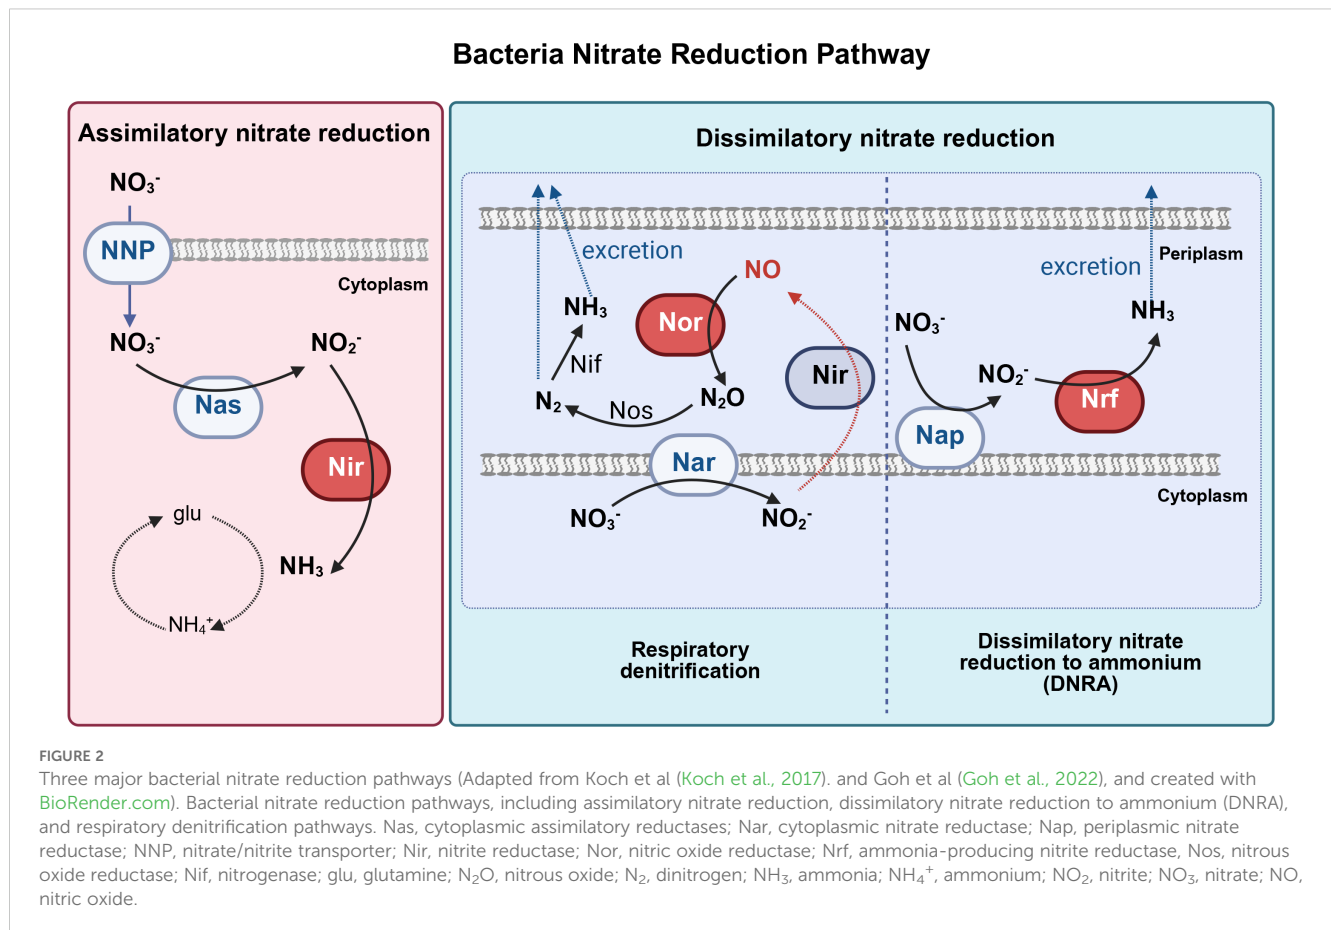 Bacteria Nitrate Reduction Pathway
Assimilatory nitrate reduction
NO₃⁻
NNP
Cytoplasm
NO₃⁻
NO₂⁻
Nas
Nir
glu
NH₃
NH₄⁺
Dissimilatory nitrate reduction
excretion
NO
NH₃
Nor
Nif
Nir
N₂
N₂O
Nos
Nar
NO₃⁻
NO₂⁻
Periplasm
excretion
NH₃
NO₃⁻
NO₂⁻
Nrf
Nap
Cytoplasm
Respiratory
denitrification
Dissimilatory nitrate
reduction to ammonium
(DNRA)
FIGURE 2
Three major bacterial nitrate reduction pathways (Adapted from Koch et al (Koch et al., 2017). and Goh et al (Goh et al., 2022), and created with
BioRender.com). Bacterial nitrate reduction pathways, including assimilatory nitrate reduction, dissimilatory nitrate reduction to ammonium (DNRA),
and respiratory denitrification pathways. Nas, cytoplasmic assimilatory reductases; Nar, cytoplasmic nitrate reductase; Nap, periplasmic nitrate
reductase; NNP, nitrate/nitrite transporter; Nir, nitrite reductase; Nor, nitric oxide reductase; Nrf, ammonia-producing nitrite reductase, Nos, nitrous
oxide reductase; Nif, nitrogenase; glu, glutamine; N₂O, nitrous oxide; N₂, dinitrogen; NH₃, ammonia; NH₄⁺, ammonium; NO₂, nitrite; NO₃, nitrate; NO,
nitric oxide.